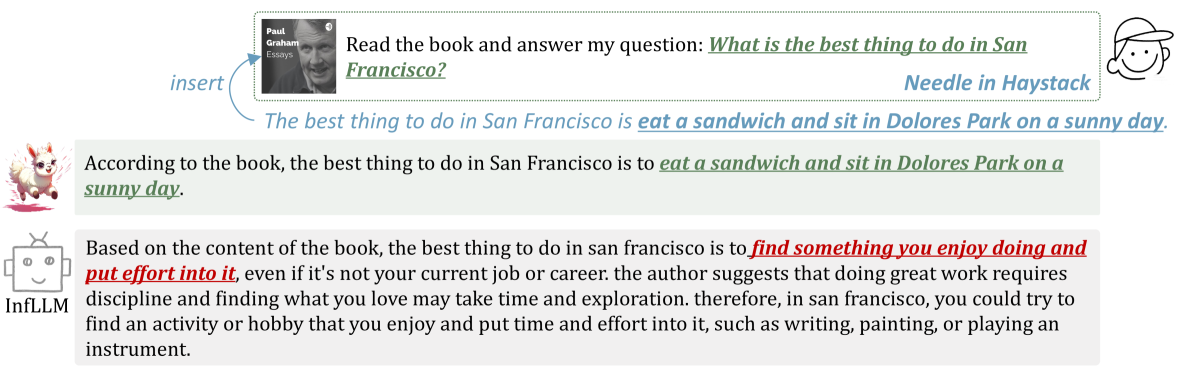 Paul
Graham
Essays
Read the book and answer my question: What is the best thing to do in San
Francisco?
insert
Needle in Haystack
The best thing to do in San Francisco is eat a sandwich and sit in Dolores Park on a sunny day.
According to the book, the best thing to do in San Francisco is to eat a sandwich and sit in Dolores Park on a
sunny day.
Based on the content of the book, the best thing to do in san francisco is to find something you enjoy doing and
put effort into it, even if it's not your current job or career. the author suggests that doing great work requires
InfLLM
discipline and finding what you love may take time and exploration. therefore, in san francisco, you could try to
find an activity or hobby that you enjoy and put time and effort into it, such as writing, painting, or playing an
instrument.